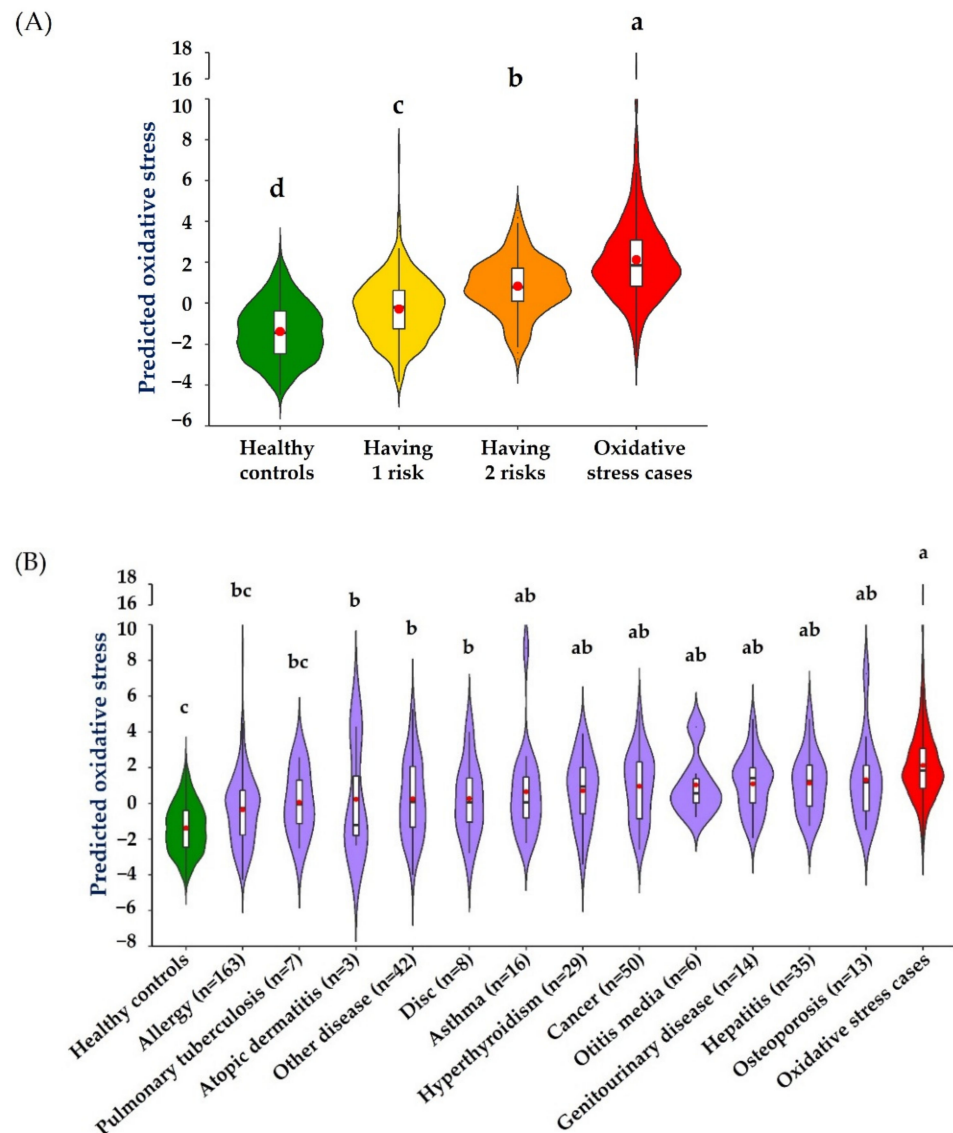 (A)
Predicted oxidative stress
18
16
10
8
6
4
2
0
−2
−4
−6
d
c
b
a
Healthy controls
Having 1 risk
Having 2 risks
Oxidative stress cases
(B)
Predicted oxidative stress
18
16
10
8
6
4
2
0
−2
−4
−6
−8
c
bc
bc
b
b
b
ab
ab
ab
ab
ab
ab
ab
a
Healthy controls
Allergy (n=163)
Pulmonary tuberculosis (n=7)
Atopic dermatitis (n=3)
Other disease (n=42)
Disc (n=8)
Asthma (n=16)
Hyperthyroidism (n=29)
Cancer (n=50)
Otitis media (n=6)
Genitourinary disease (n=14)
Hepatitis (n=35)
Osteoporosis (n=13)
Oxidative stress cases